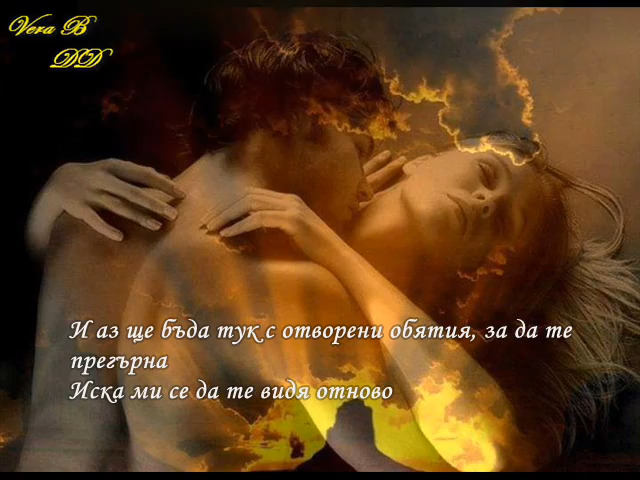 Vera B
DD
И аз ще бъда тук с отворени обятия, за да те
прегърна
Иска ми се да те видя отново